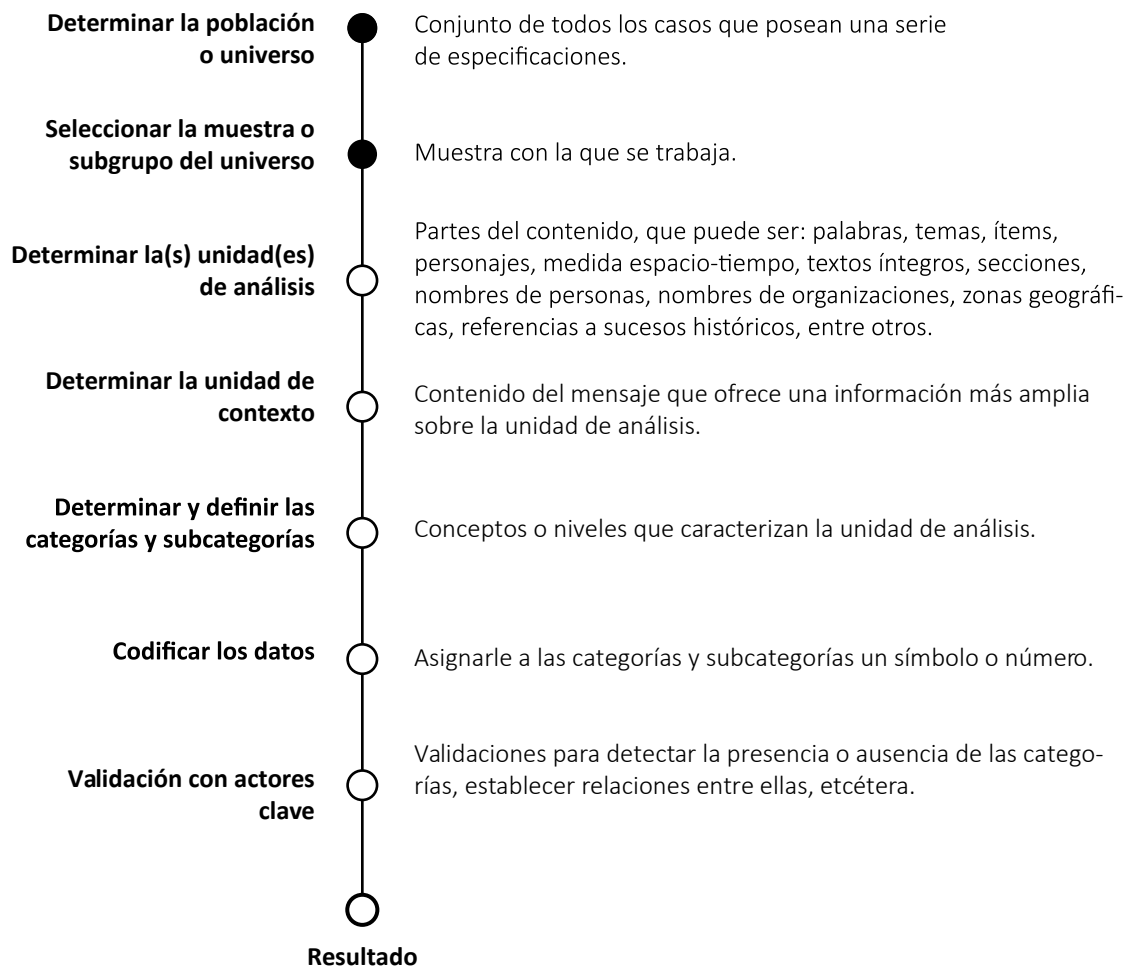 Determinar la población
o universo
Conjunto de todos los casos que posean una serie
de especificaciones.
Seleccionar la muestra o
subgrupo del universo
Muestra con la que se trabaja.
Determinar la(s) unidad(es)
de análisis
Partes del contenido, que puede ser: palabras, temas, ítems,
personajes, medida espacio-tiempo, textos íntegros, secciones,
nombres de personas, nombres de organizaciones, zonas geográfi-
cas, referencias a sucesos históricos, entre otros.
Determinar la unidad de
contexto
Contenido del mensaje que ofrece una información más amplia
sobre la unidad de análisis.
Determinar y definir las
categorías y subcategorías
Conceptos o niveles que caracterizan la unidad de análisis.
Codificar los datos
Asignarle a las categorías y subcategorías un símbolo o número.
Validación con actores
clave
Validaciones para detectar la presencia o ausencia de las catego-
rías, establecer relaciones entre ellas, etcétera.
Resultado